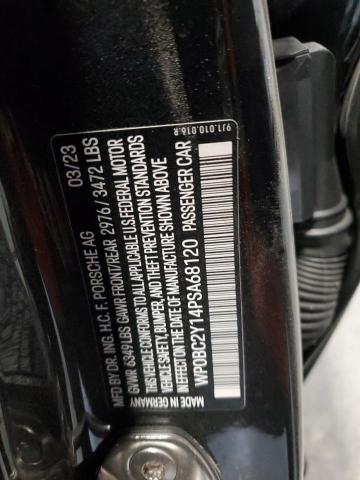 9J1.010.016.R
03/23
MFD BY DR. ING. H.C. F. PORSCHE AG
GVWR 6349 LBS GAWR FRONT/REAR 2976 / 3472 LBS
THIS VEHICLE CONFORMS TO ALL APPLICABLE U.S. FEDERAL MOTOR
VEHICLE SAFETY, BUMPER, AND THEFT PREVENTION STANDARDS
IN EFFECT ON THE DATE OF MANUFACTURE SHOWN ABOVE
WP0BC2Y14PSA68120 PASSENGER CAR
MADE IN GERMANY